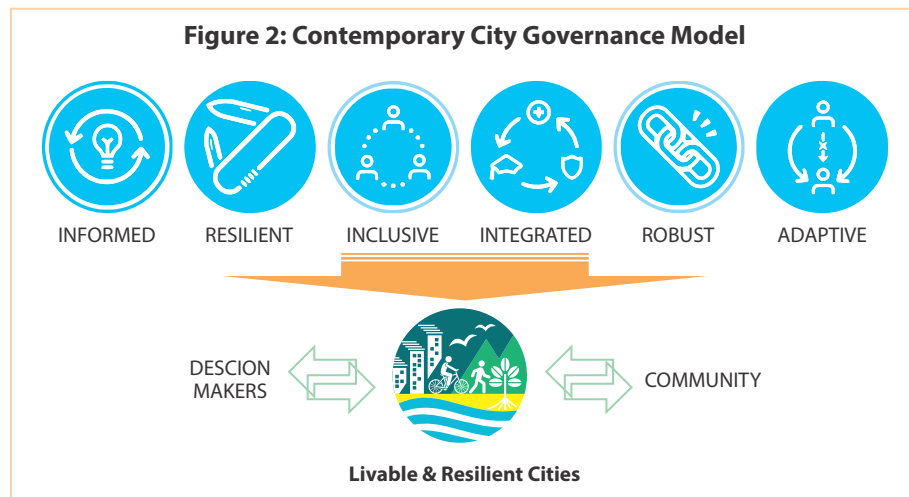 Figure 2: Contemporary City Governance Model
INFORMED
RESILIENT
INCLUSIVE
INTEGRATED
ROBUST
ADAPTIVE
DESCION
MAKERS
COMMUNITY
Livable & Resilient Cities